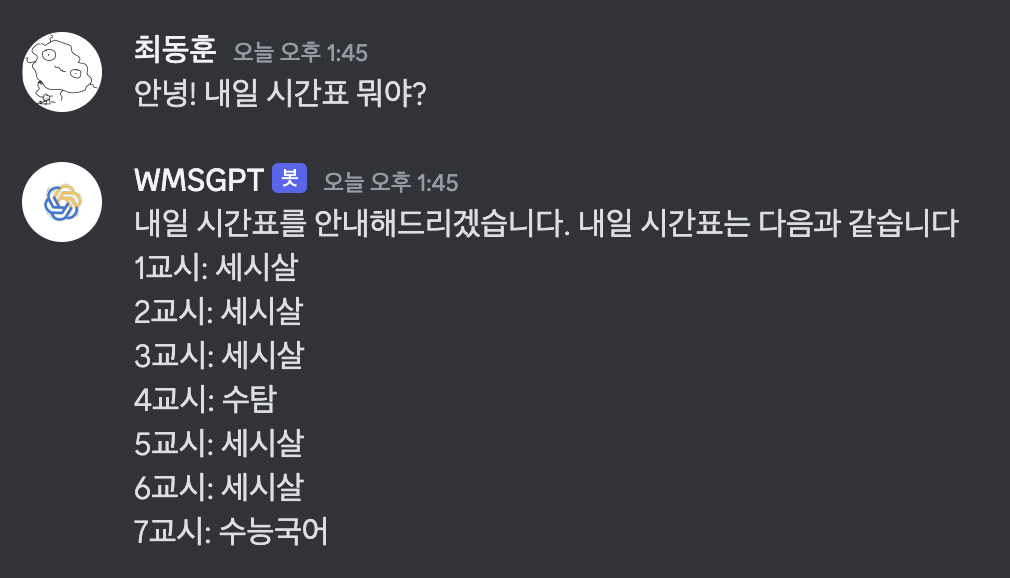 최동훈 오늘 오후 1:45
안녕! 내일 시간표 뭐야?
WMSGPT 봇 오늘 오후 1:45
내일 시간표를 안내해드리겠습니다. 내일 시간표는 다음과 같습니다
1교시: 세시살
2교시: 세시살
3교시: 세시살
4교시: 수탐
5교시: 세시살
6교시: 세시살
7교시: 수능국어